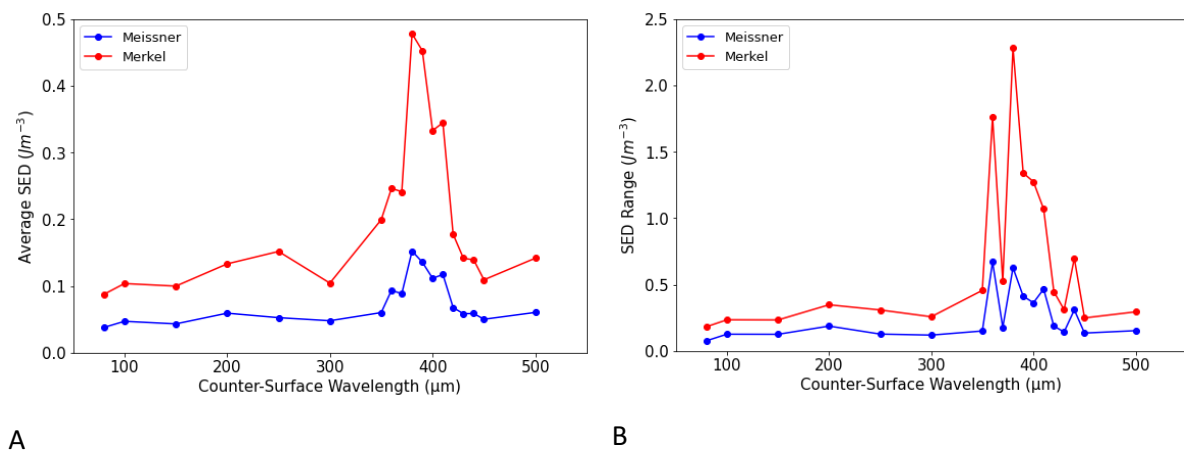 0.5
0.4
0.3
0.2
0.1
0.0
Average SED (Jm⁻³)
Meissner
Merkel
100 200 300 400 500
Counter-Surface Wavelength (μm)
A
2.5
2.0
1.5
1.0
0.5
0.0
SED Range (Jm⁻³)
Meissner
Merkel
100 200 300 400 500
Counter-Surface Wavelength (μm)
B